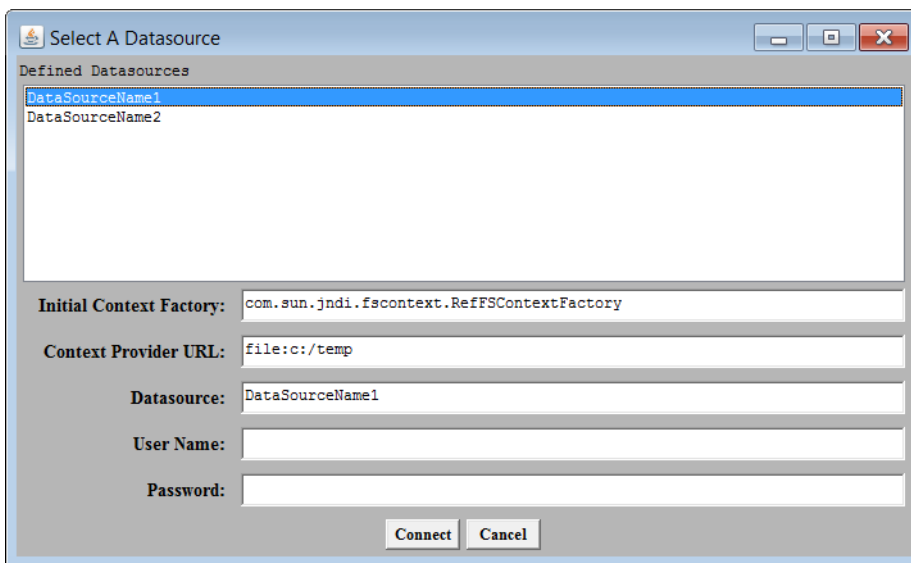 Select A Datasource
Defined Datasources
DataSourceName1
DataSourceName2
Initial Context Factory: com.sun.jndi.fscontext.RefFSContextFactory
Context Provider URL: file:c:/temp
Datasource: DataSourceName1
User Name:
Password:
Connect Cancel